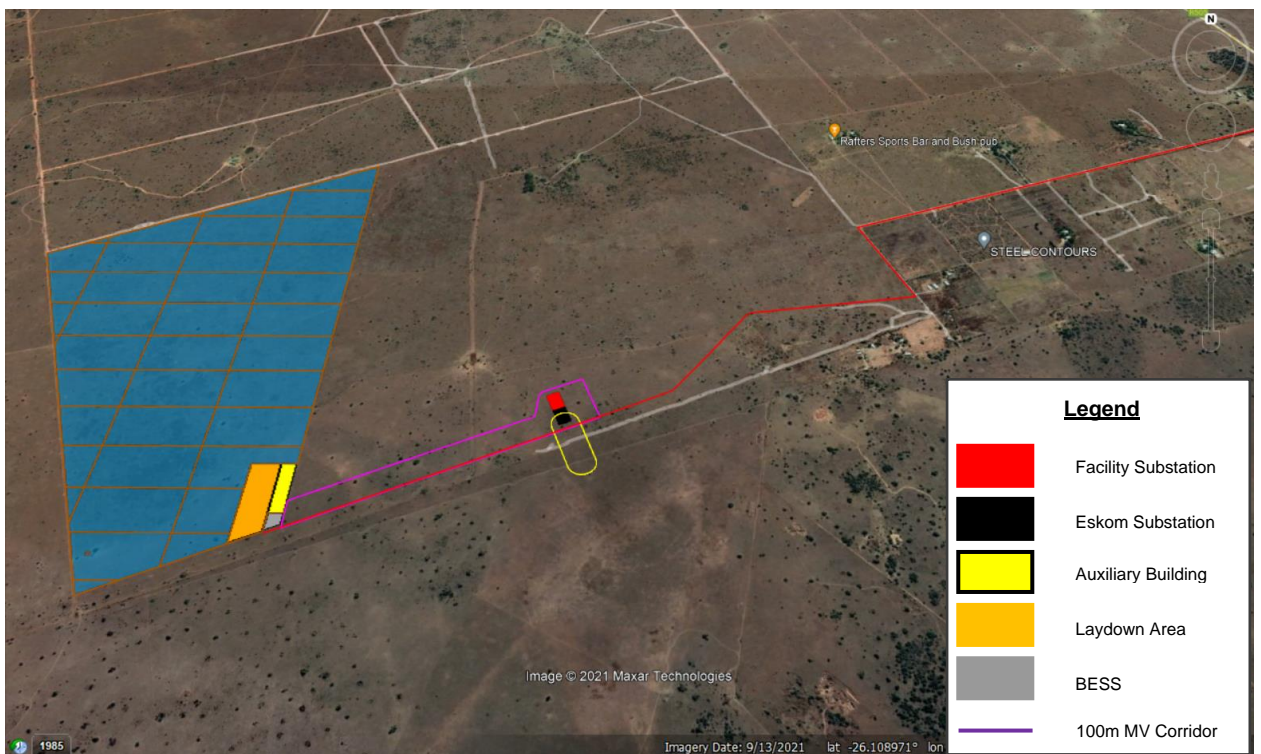 N
Rafters Sports Bar and Bush pub
STEEL CONTOURS
Legend
Facility Substation
Eskom Substation
Auxiliary Building
Laydown Area
BESS
100m MV Corridor
Image © 2021 Maxar Technologies
1985
Imagery Date: 9/13/2021 lat -26.108971° lon